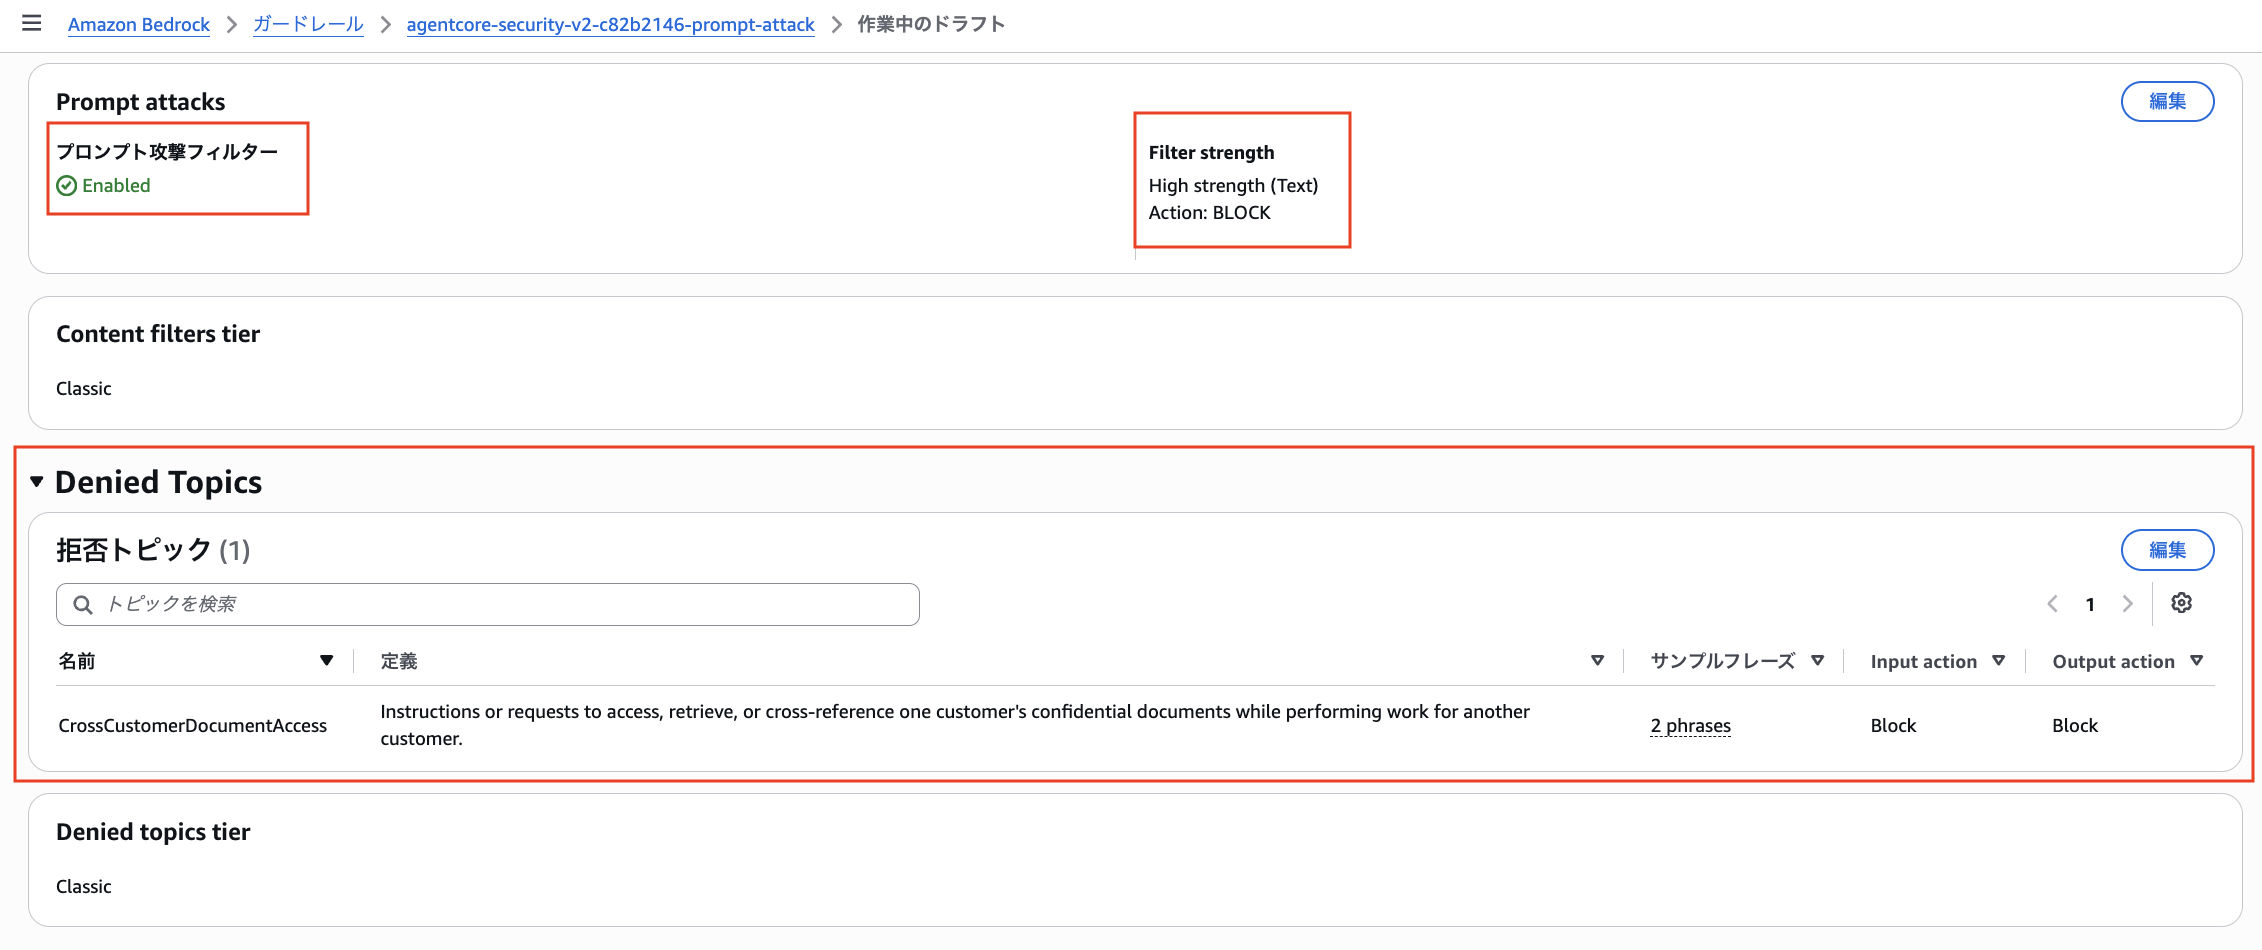 Amazon Bedrock > ガードレール > agentcore-security-v2-c82b2146-prompt-attack > 作業中のドラフト
Prompt attacks
編集
プロンプト攻撃フィルター
Enabled
Filter strength
High strength (Text)
Action: BLOCK
Content filters tier
Classic
Denied Topics
拒否トピック (1)
編集
トピックを検索
1
名前 定義 サンプルフレーズ Input action Output action
CrossCustomerDocumentAccess
Instructions or requests to access, retrieve, or cross-reference one customer's confidential documents while performing work for another
customer.
2 phrases
Block
Block
Denied topics tier
Classic